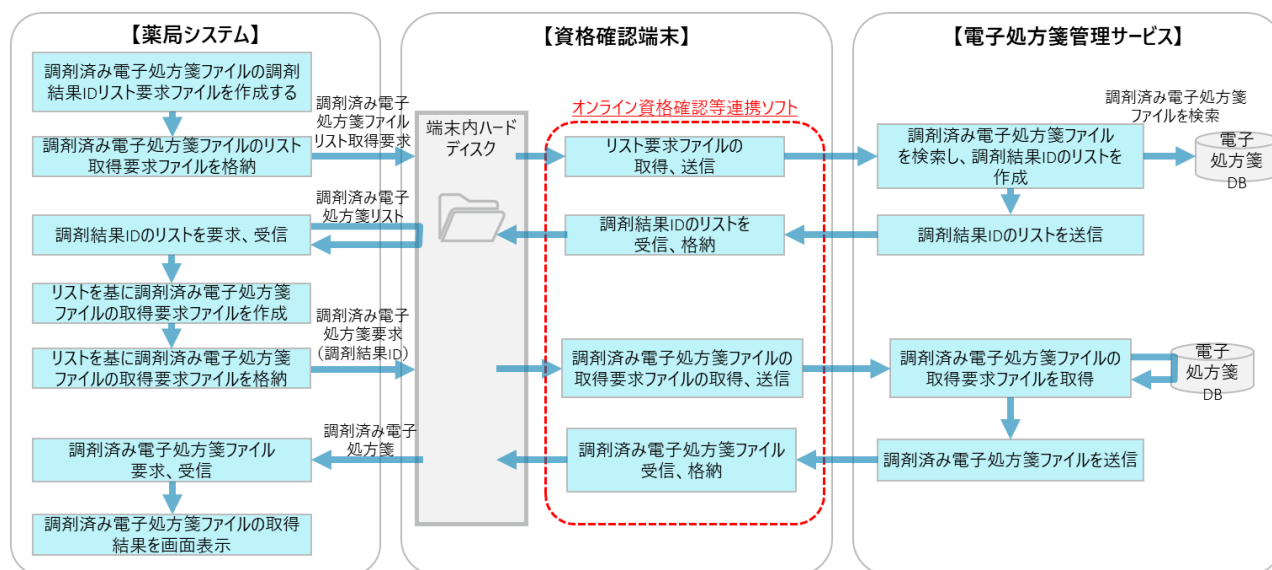 【薬局システム】
【資格確認端末】
【電子処方箋管理サービス】
調剤済み電子処方箋ファイルの調剤
結果IDリスト要求ファイルを作成する
調剤済み電子
処方箋ファイル
リスト取得要求
調剤済み電子処方箋ファイルのリスト
取得要求ファイルを格納
端末内ハード
ディスク
オンライン資格確認等連携ソフト
リスト要求ファイルの
取得、送信
調剤済み電子処方箋ファイル
を検索し、調剤結果IDのリストを
作成
調剤済み電子処方箋
ファイルを検索
電子
処方箋
DB
調剤済み電子
処方箋リスト
調剤結果IDのリストを要求、受信
調剤結果IDのリストを
受信、格納
調剤結果IDのリストを送信
リストを基に調剤済み電子処方箋
ファイルの取得要求ファイルを作成
調剤済み電子
処方箋要求
（調剤結果ID）
リストを基に調剤済み電子処方箋
ファイルの取得要求ファイルを格納
調剤済み電子処方箋ファイルの
取得要求ファイルの取得、送信
調剤済み電子処方箋ファイルの
取得要求ファイルを取得
電子
処方箋
DB
調剤済み電子
処方箋
調剤済み電子処方箋ファイル
要求、受信
調剤済み電子処方箋ファイル
受信、格納
調剤済み電子処方箋ファイルを送信
調剤済み電子処方箋ファイルの取得
結果を画面表示